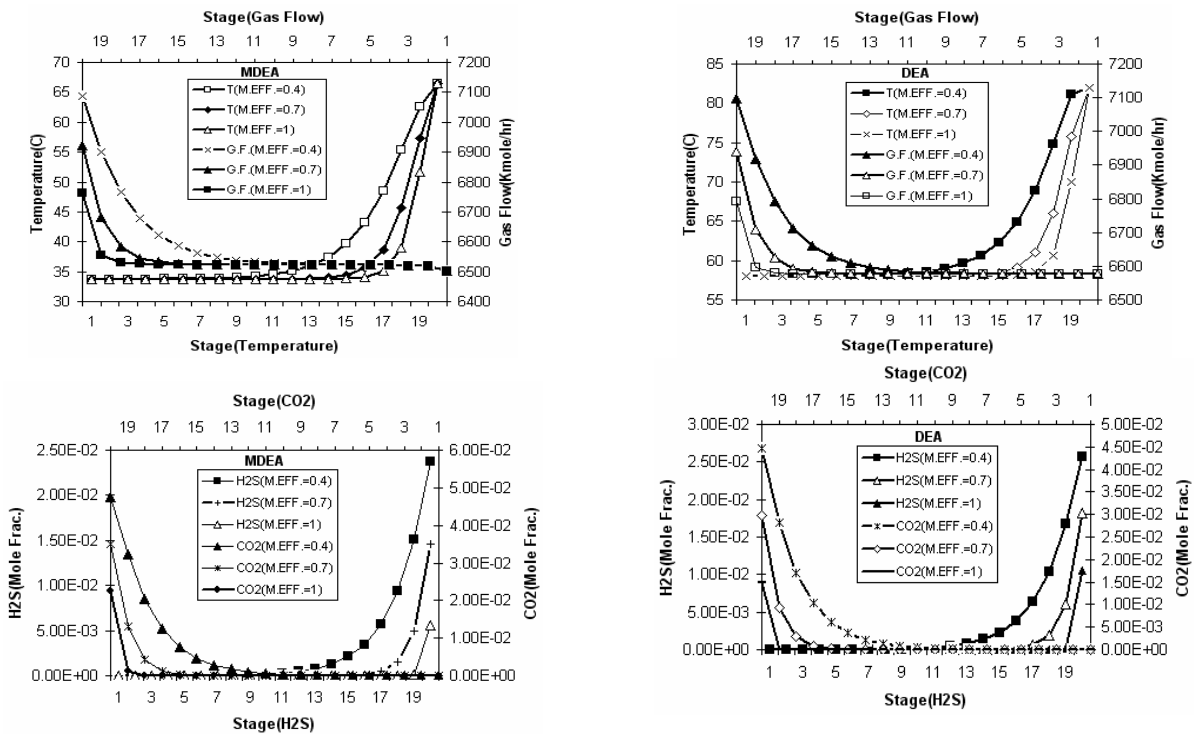 Stage(Gas Flow)
19 17 15 13 11 9 7 5 3 1
MDEA
T(M.EFF.=0.4)
T(M.EFF.=0.7)
T(M.EFF.=1)
G.F.(M.EFF.=0.4)
G.F.(M.EFF.=0.7)
G.F.(M.EFF.=1)
Temperature(C)
70
65
60
55
50
45
40
35
30
7200
7100
7000
6900
6800
6700
6600
6500
6400
Gas Flow(Kmole/hr)
1 3 5 7 9 11 13 15 17 19
Stage(Temperature)
Stage(Gas Flow)
19 17 15 13 11 9 7 5 3 1
DEA
T(M.EFF.=0.4)
T(M.EFF.=0.7)
T(M.EFF.=1)
G.F.(M.EFF.=0.4)
G.F.(M.EFF.=0.7)
G.F.(M.EFF.=1)
Temperature(C)
85
80
75
70
65
60
55
7200
7100
7000
6900
6800
6700
6600
6500
Gas Flow(Kmole/hr)
1 3 5 7 9 11 13 15 17 19
Stage(Temperature)
Stage(CO2)
19 17 15 13 11 9 7 5 3 1
MDEA
H2S(M.EFF.=0.4)
H2S(M.EFF.=0.7)
H2S(M.EFF.=1)
CO2(M.EFF.=0.4)
CO2(M.EFF.=0.7)
CO2(M.EFF.=1)
H2S(Mole Frac.)
2.50E-02
2.00E-02
1.50E-02
1.00E-02
5.00E-03
0.00E+00
6.00E-02
5.00E-02
4.00E-02
3.00E-02
2.00E-02
1.00E-02
0.00E+00
CO2(Mole Frac.)
1 3 5 7 9 11 13 15 17 19
Stage(H2S)
Stage(CO2)
19 17 15 13 11 9 7 5 3 1
DEA
H2S(M.EFF.=0.4)
H2S(M.EFF.=0.7)
H2S(M.EFF.=1)
CO2(M.EFF.=0.4)
CO2(M.EFF.=0.7)
CO2(M.EFF.=1)
H2S(Mole Frac.)
3.00E-02
2.50E-02
2.00E-02
1.50E-02
1.00E-02
5.00E-03
0.00E+00
5.00E-02
4.50E-02
4.00E-02
3.50E-02
3.00E-02
2.50E-02
2.00E-02
1.50E-02
1.00E-02
5.00E-03
0.00E+00
CO2(Mole Frac.)
1 3 5 7 9 11 13 15 17 19
Stage(H2S)